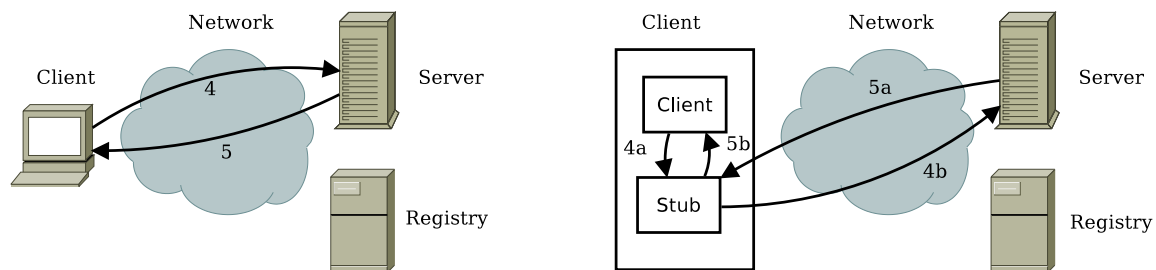 Network
Client
4
Server
5
Registry
Client
Network
5a
Server
Client
4a
5b
4b
Stub
Registry